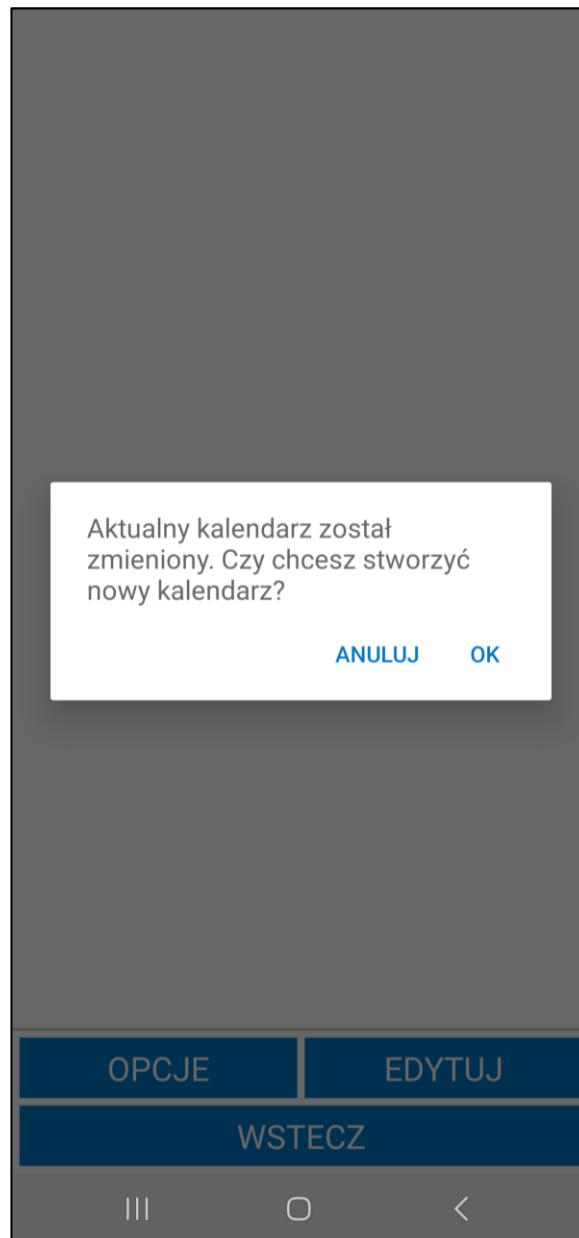 Aktualny kalendarz został
zmieniony. Czy chcesz stworzyć
nowy kalendarz?
ANULUJ OK
OPCJE EDYTUJ
WSTECZ